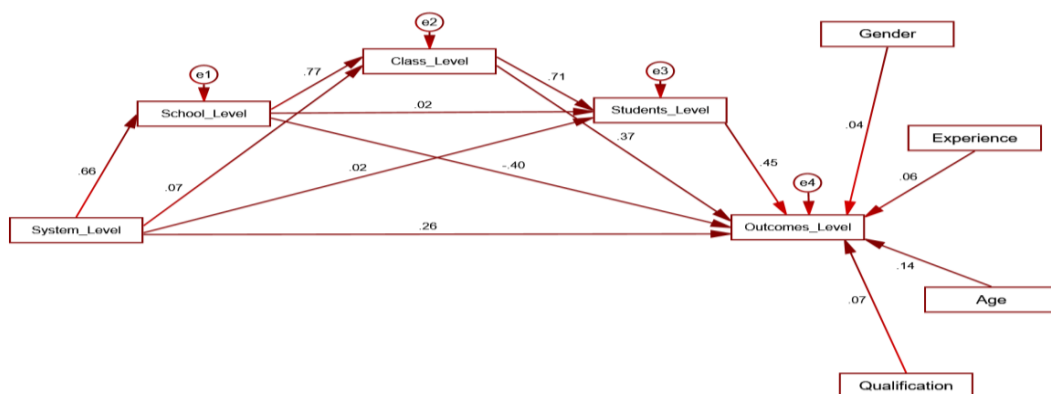 e2
Gender
Class_Level
.77
.71
e1
e3
School_Level
.02
Students_Level
.37
.04
Experience
.66
.07
.02
-.40
.45
.06
e4
System_Level
.26
Outcomes_Level
.14
.07
Age
Qualification